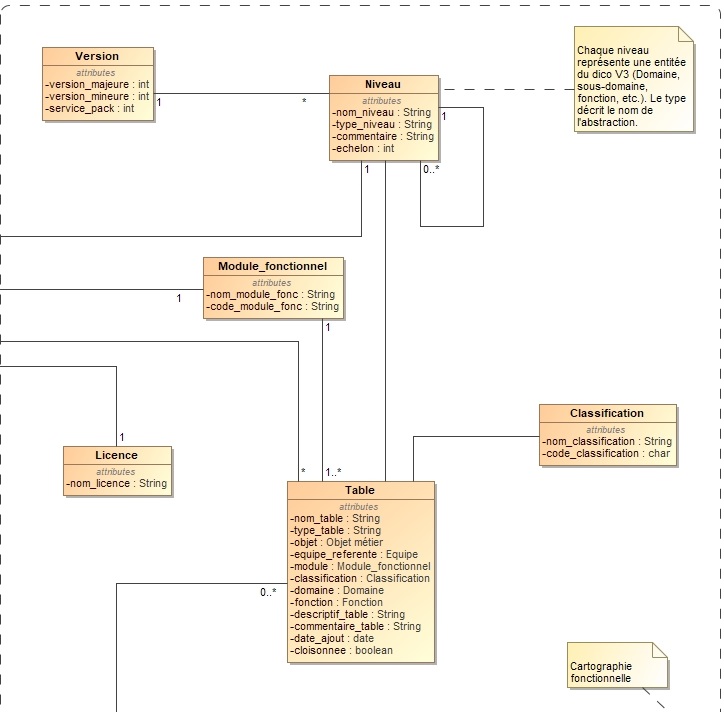 Version
attributes
-version_majeure : int
-version_mineure : int
-service_pack : int
1
*
Niveau
attributes
-nom_niveau : String
-type_niveau : String
-commentaire : String
-echelon : int
1
0..*
1
Chaque niveau
représente une entitée
du dico V3 (Domaine,
sous-domaine,
fonction, etc.). Le type
décrit le nom de
l'abstraction.
Module_fonctionnel
attributes
-nom_module_fonc : String
-code_module_fonc : String
1
1
Classification
attributes
-nom_classification : String
-code_classification : char
1
Licence
attributes
-nom_licence : String
*
1..*
Table
attributes
-nom_table : String
-type_table : String
-objet : Objet métier
-equipe_referente : Equipe
-module : Module_fonctionnel
-classification : Classification
-domaine : Domaine
-fonction : Fonction
-descriptif_table : String
-commentaire_table : String
-date_ajout : date
-cloisonnee : boolean
0..*
Cartographie
fonctionnelle